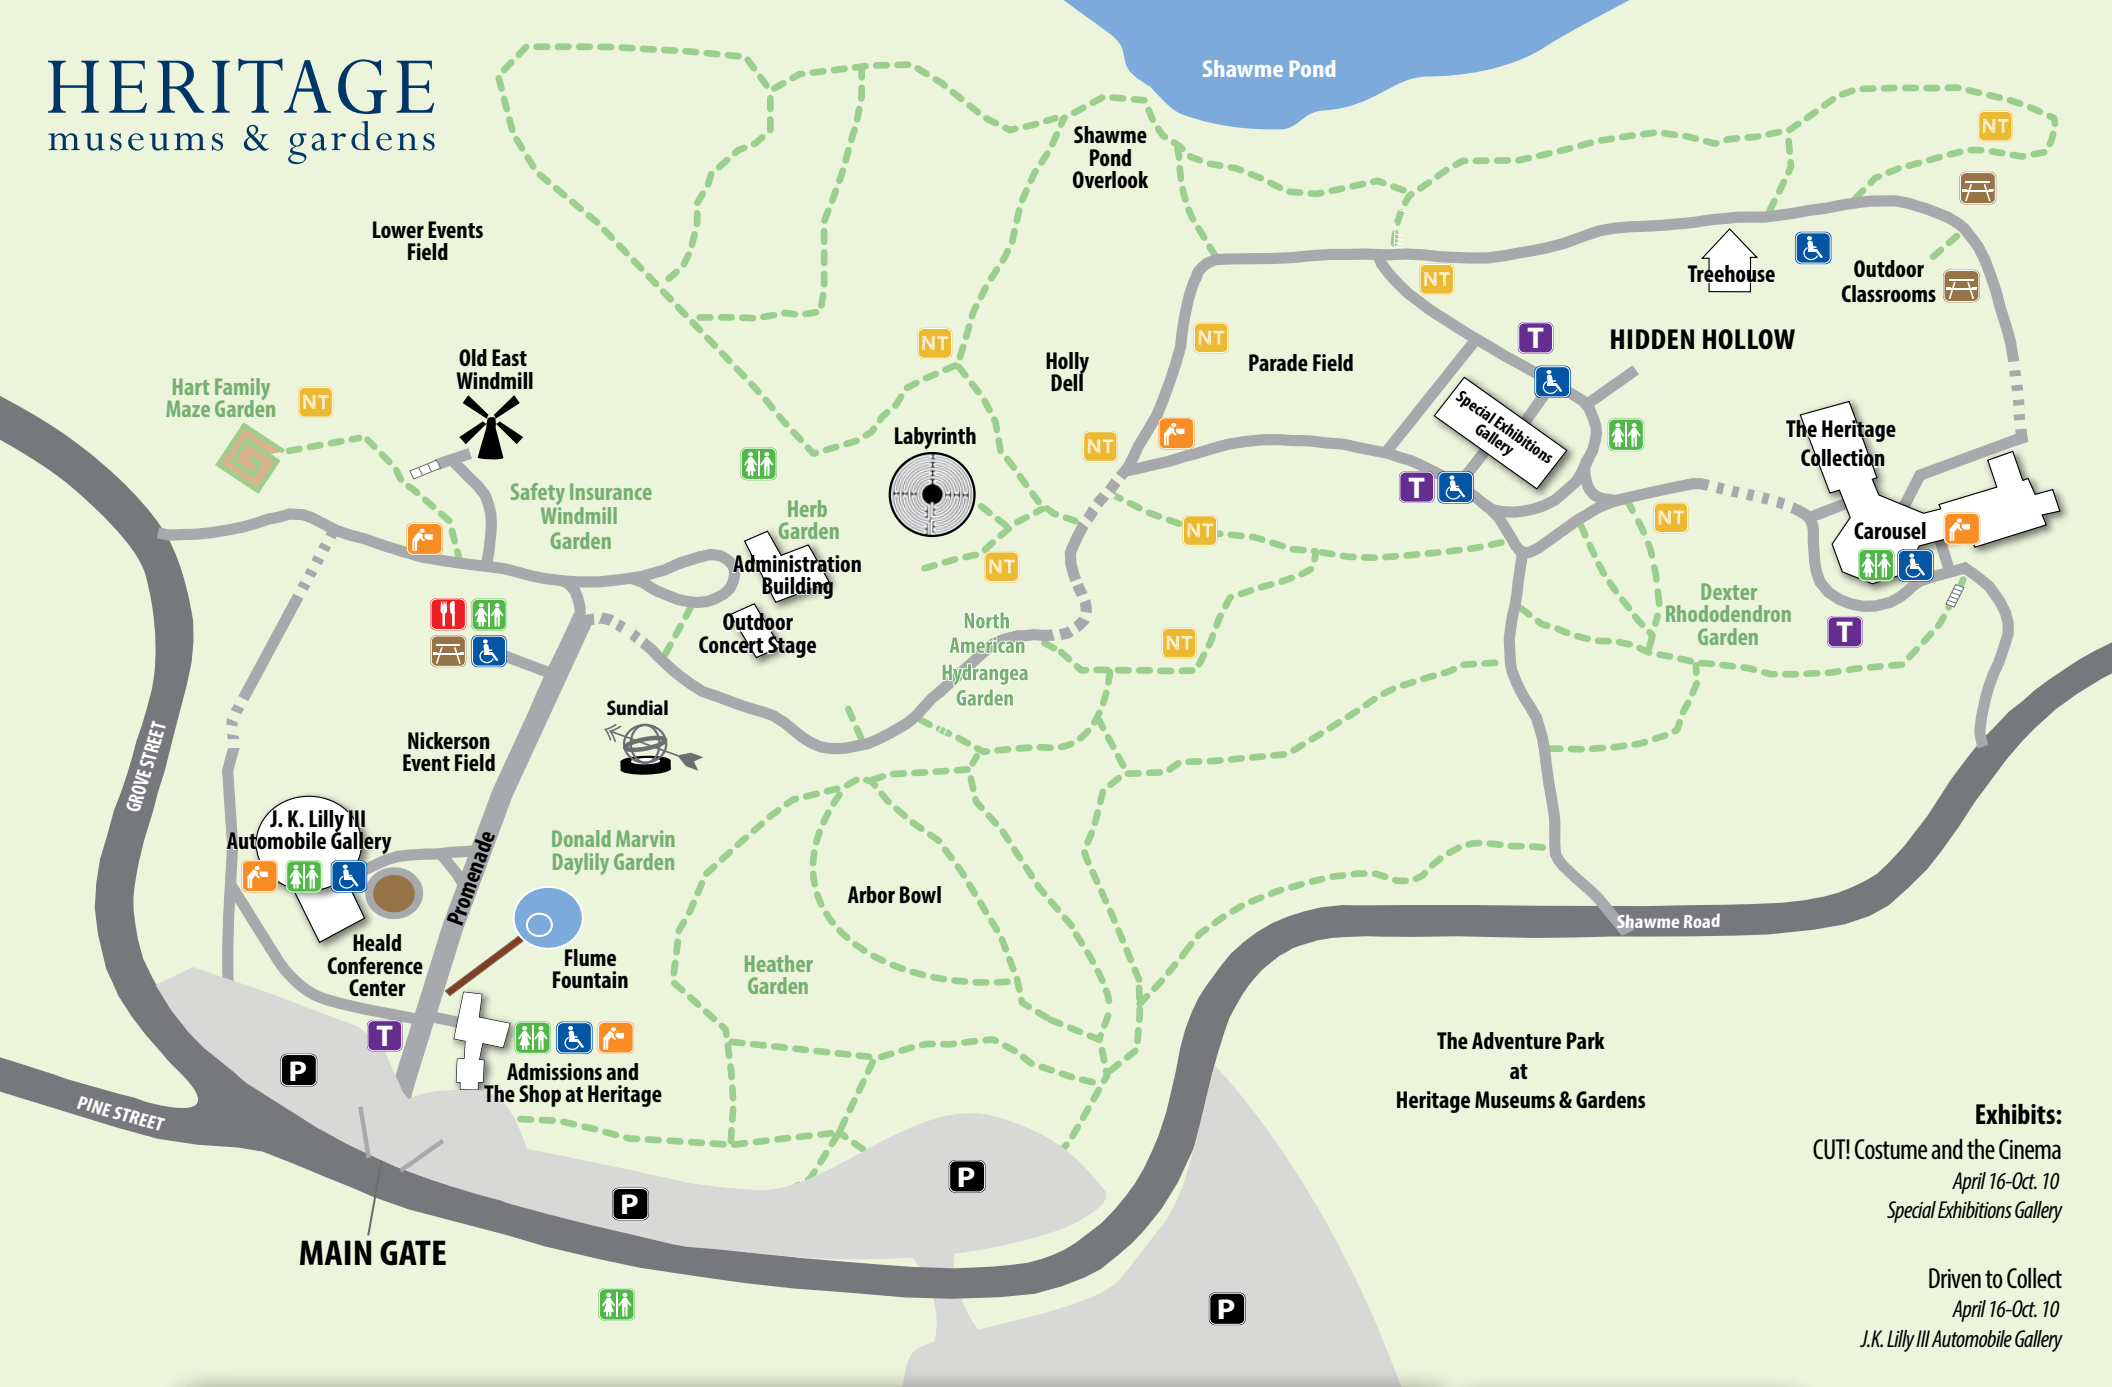 HERITAGE
museums & gardens
Shawme Pond
Shawme
Pond
Overlook
NT
Lower Events
Field
Treehouse
Outdoor
Classrooms
NT
HIDDEN HOLLOW
T
NT
NT
Parade Field
Holly
Dell
Old East
Windmill
Hart Family
Maze Garden
NT
Special Exhibitions
Gallery
Labyrinth
NT
The Heritage
Collection
Safety Insurance
Windmill
Garden
Herb
Garden
T
NT
NT
Carousel
Administration
Building
NT
Outdoor
Concert Stage
North
American
Hydrangea
Garden
NT
Dexter
Rhododendron
Garden
T
Sundial
Nickerson
Event Field
GROVE STREET
J. K. Lilly III
Automobile Gallery
Promenade
Donald Marvin
Daylily Garden
Arbor Bowl
Shawme Road
Heald
Conference
Center
Flume
Fountain
Heather
Garden
T
P
Admissions and
The Shop at Heritage
PINE STREET
The Adventure Park
at
Heritage Museums & Gardens
P
P
MAIN GATE
P
Exhibits:
CUT! Costume and the Cinema
April 16-Oct. 10
Special Exhibitions Gallery
Driven to Collect
April 16-Oct. 10
J.K. Lilly III Automobile Gallery